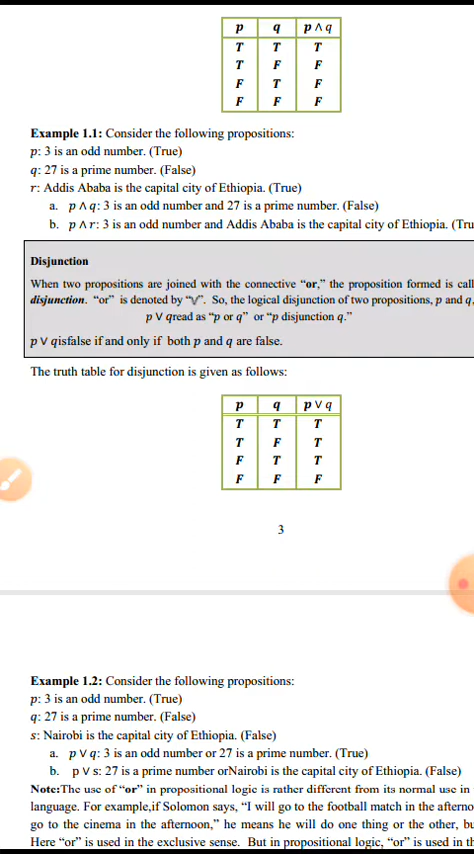 p q p ∧ q
T T T
T F F
F T F
F F F
Example 1.1: Consider the following propositions:
p: 3 is an odd number. (True)
q: 27 is a prime number. (False)
r: Addis Ababa is the capital city of Ethiopia. (True)
a. p ∧ q: 3 is an odd number and 27 is a prime number. (False)
b. p ∧ r: 3 is an odd number and Addis Ababa is the capital city of Ethiopia. (Tru
Disjunction
When two propositions are joined with the connective “or,” the proposition formed is call
disjunction. “or” is denoted by “∨”. So, the logical disjunction of two propositions, p and q,
p ∨ qread as “p or q” or “p disjunction q.”
p ∨ qisfalse if and only if both p and q are false.
The truth table for disjunction is given as follows:
p q p ∨ q
T T T
T F T
F T T
F F F
3
Example 1.2: Consider the following propositions:
p: 3 is an odd number. (True)
q: 27 is a prime number. (False)
s: Nairobi is the capital city of Ethiopia. (False)
a. p ∨ q: 3 is an odd number or 27 is a prime number. (True)
b. p ∨ s: 27 is a prime number orNairobi is the capital city of Ethiopia. (False)
Note:The use of “or” in propositional logic is rather different from its normal use in
language. For example,if Solomon says, “I will go to the football match in the afterno
go to the cinema in the afternoon,” he means he will do one thing or the other, bu
Here “or” is used in the exclusive sense. But in propositional logic, “or” is used in th